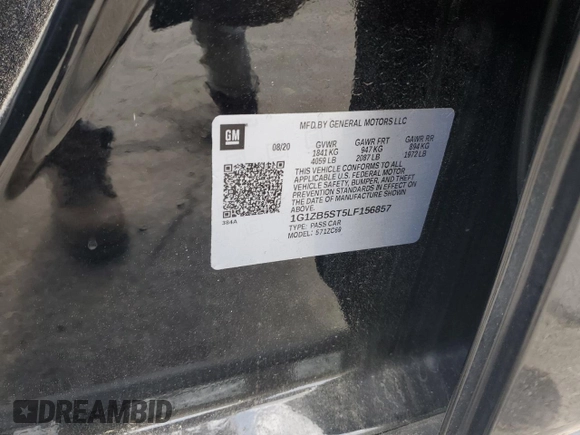 GM
MFD.BY GENERAL MOTORS LLC
08/20 GVWR GAWR FRT GAWR RR
1841 KG 947 KG 894 KG
4059 LB 2087 LB 1972 LB
THIS VEHICLE CONFORMS TO ALL
APPLICABLE U.S. FEDERAL MOTOR
VEHICLE SAFETY, BUMPER, AND THEFT
PREVENTION STANDARDS IN EFFECT ON
THE DATE OF MANUFACTURE
SHOWN ABOVE.
1G1ZB5ST5LF156857
394A
TYPE: PASS CAR
MODEL: 571ZC69
DREAMBID